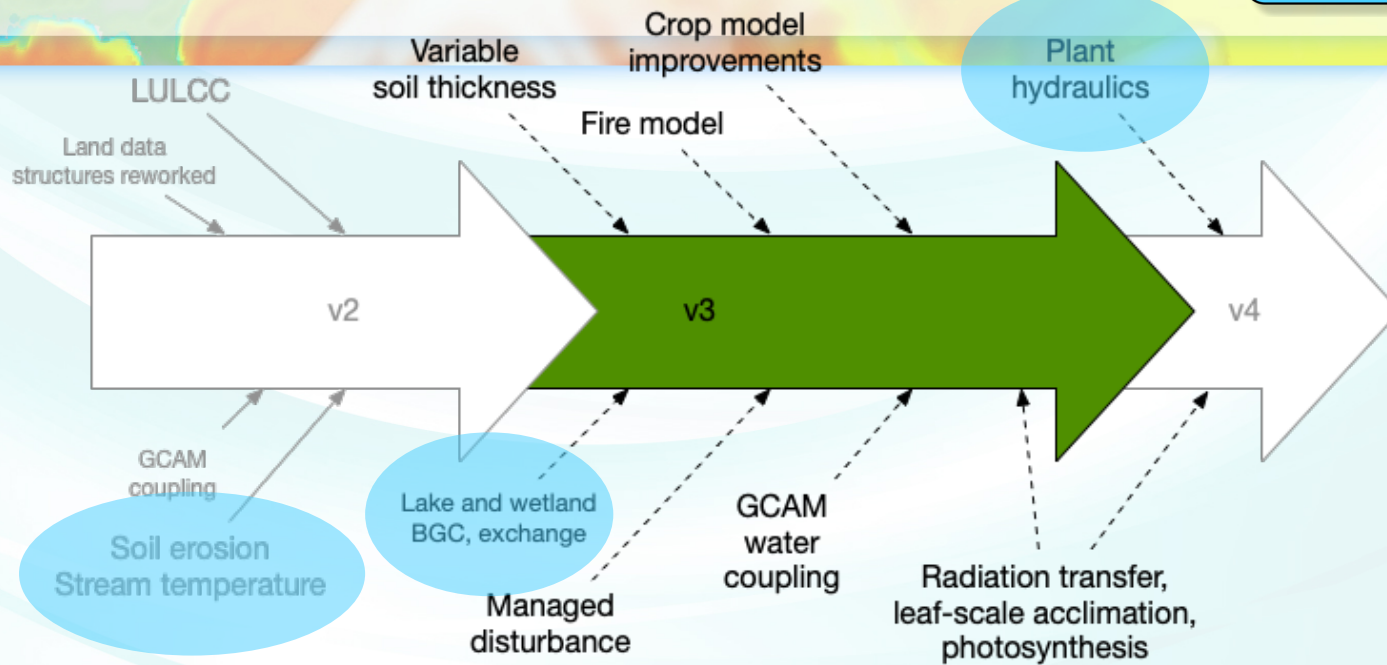 Crop model
improvements
Variable
soil thickness
Plant
hydraulics
LULCC
Fire model
Land data
structures reworked
v2
v3
v4
GCAM
coupling
Lake and wetland
BGC, exchange
Soil erosion
Stream temperature
GCAM
water
coupling
Radiation transfer,
leaf-scale acclimation,
photosynthesis
Managed
disturbance